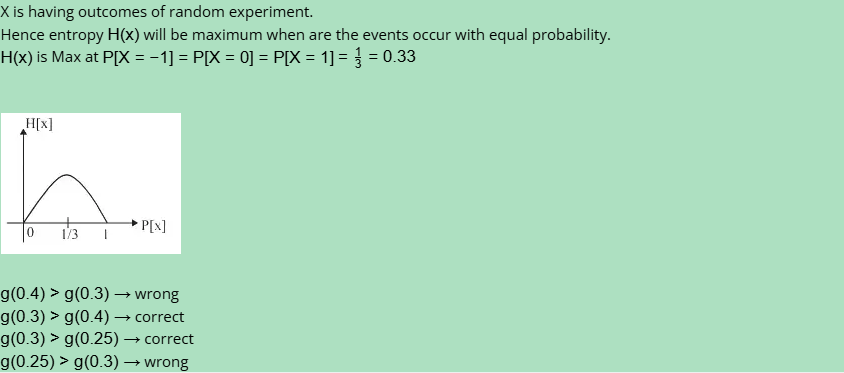 X is having outcomes of random experiment.
Hence entropy H(x) will be maximum when are the events occur with equal probability.
H(x) is Max at P[X = −1] = P[X = 0] = P[X = 1] = 1/3 = 0.33
H[x]
P[x]
0 1/3 1
g(0.4) > g(0.3) → wrong
g(0.3) > g(0.4) → correct
g(0.3) > g(0.25) → correct
g(0.25) > g(0.3) → wrong